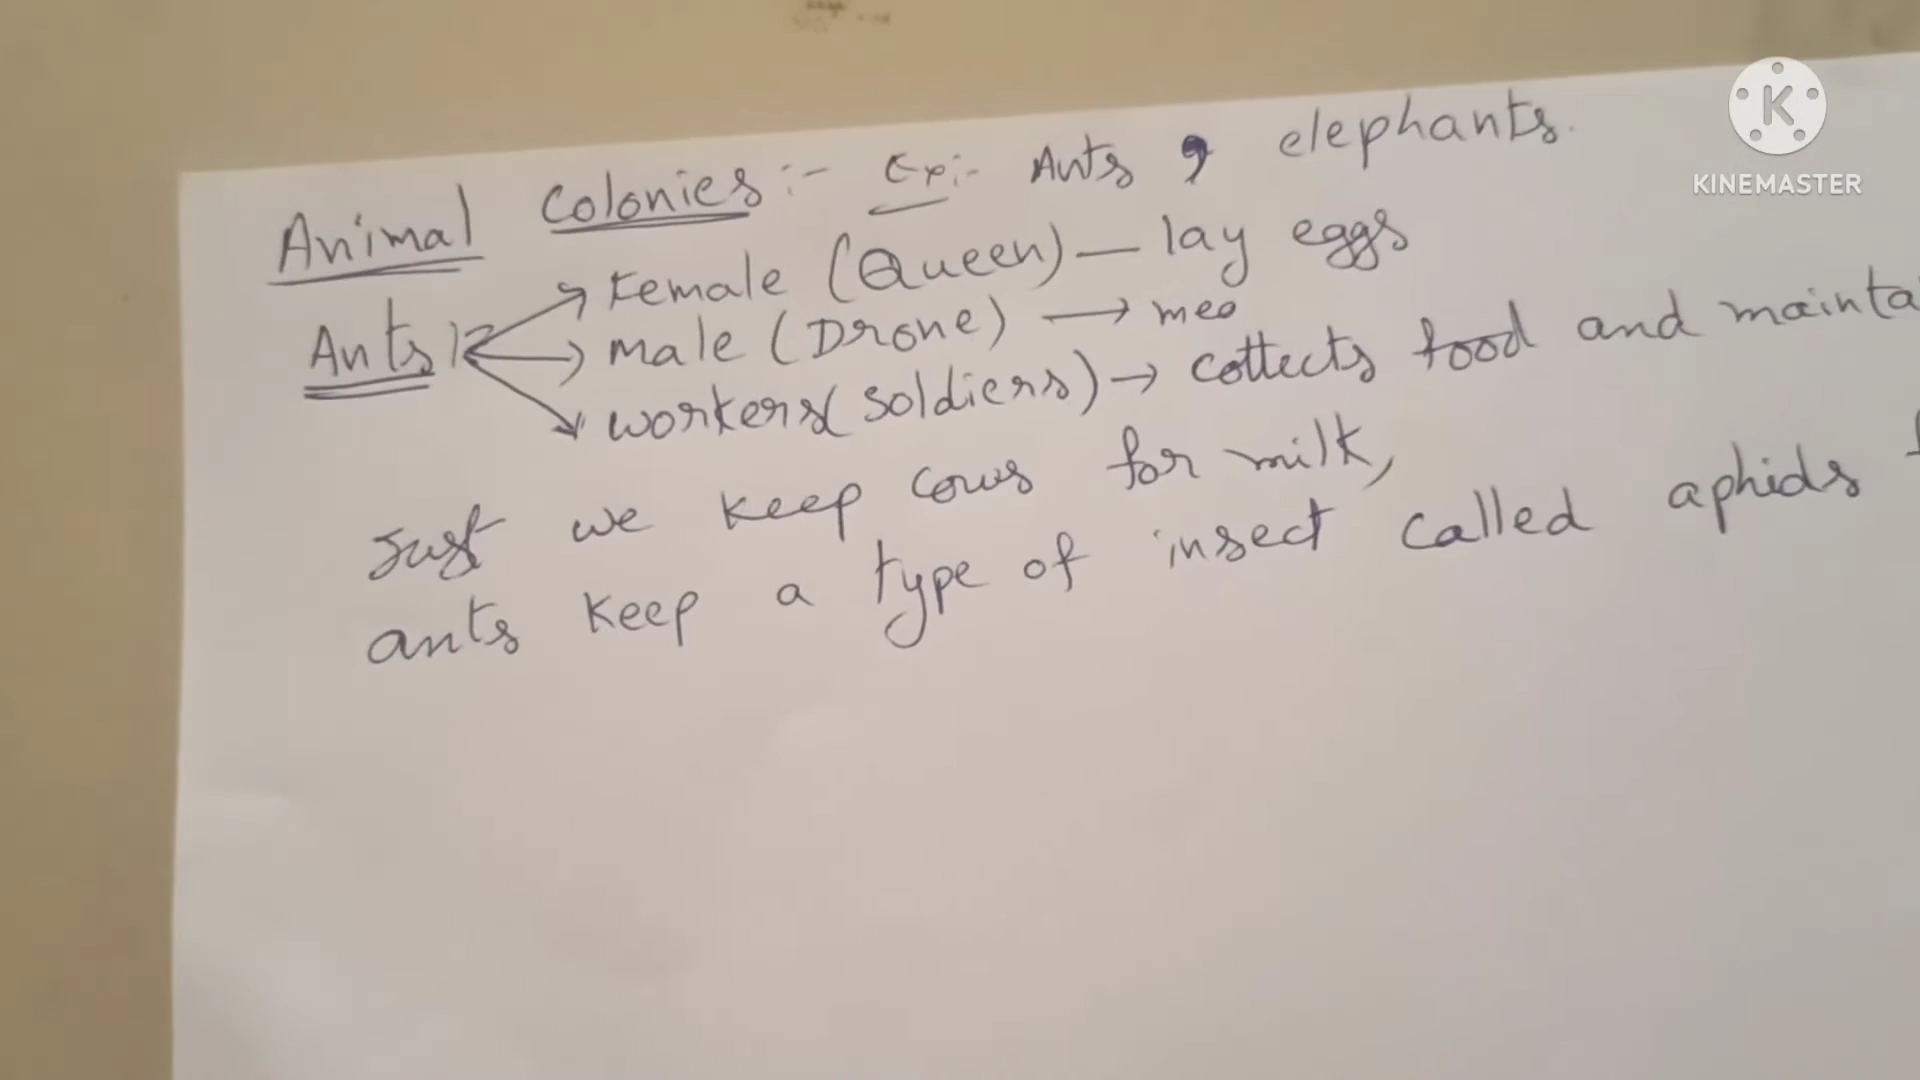 Animal Colonies :- Ex:- Ants , elephants.
Ants Female (Queen) — lay eggs
male (Drone) → mea
workers (soldiers) → collects food and mainta
Just we keep cows for milk,
ants keep a type of insect called aphids f
K
KINEMASTER